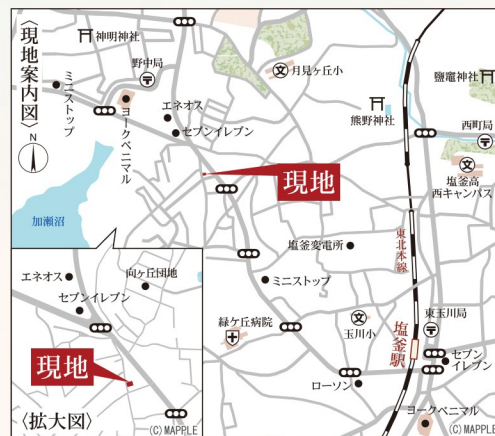 〈現地案内図〉
N
神明神社
野中局
ミニストップ
ヨークベニマル
エネオス
セブンイレブン
月見ヶ丘小
文
熊野神社
鹽竈神社
西町局
文
塩釜高
西キャンパス
現地
加瀬沼
塩釜変電所
東北本線
ミニストップ
緑ケ丘病院
文
玉川小
東玉川局
塩釜駅
セブン
イレブン
ローソン
ヨークベニマル
(C) MAPPLE
エネオス
向ヶ丘団地
セブンイレブン
現地
〈拡大図〉
(C) MAPPLE